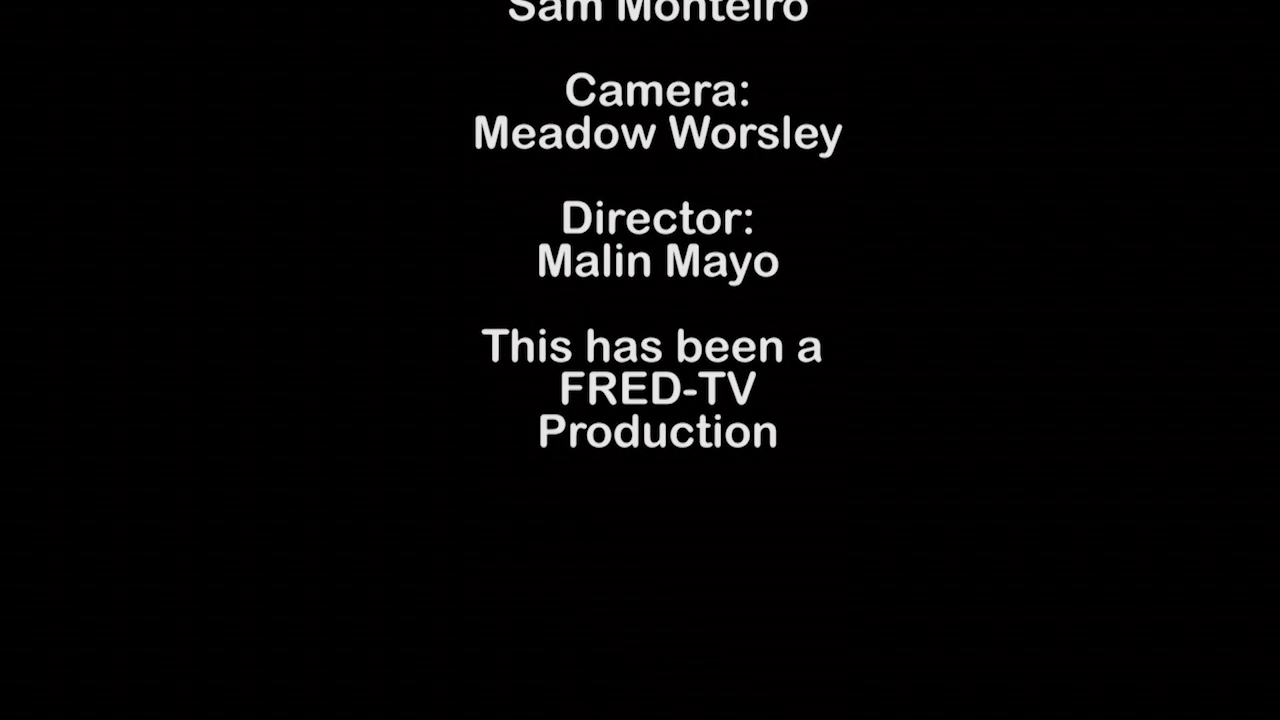 Sam Monteiro
Camera:
Meadow Worsley
Director:
Malin Mayo
This has been a
FRED-TV
Production